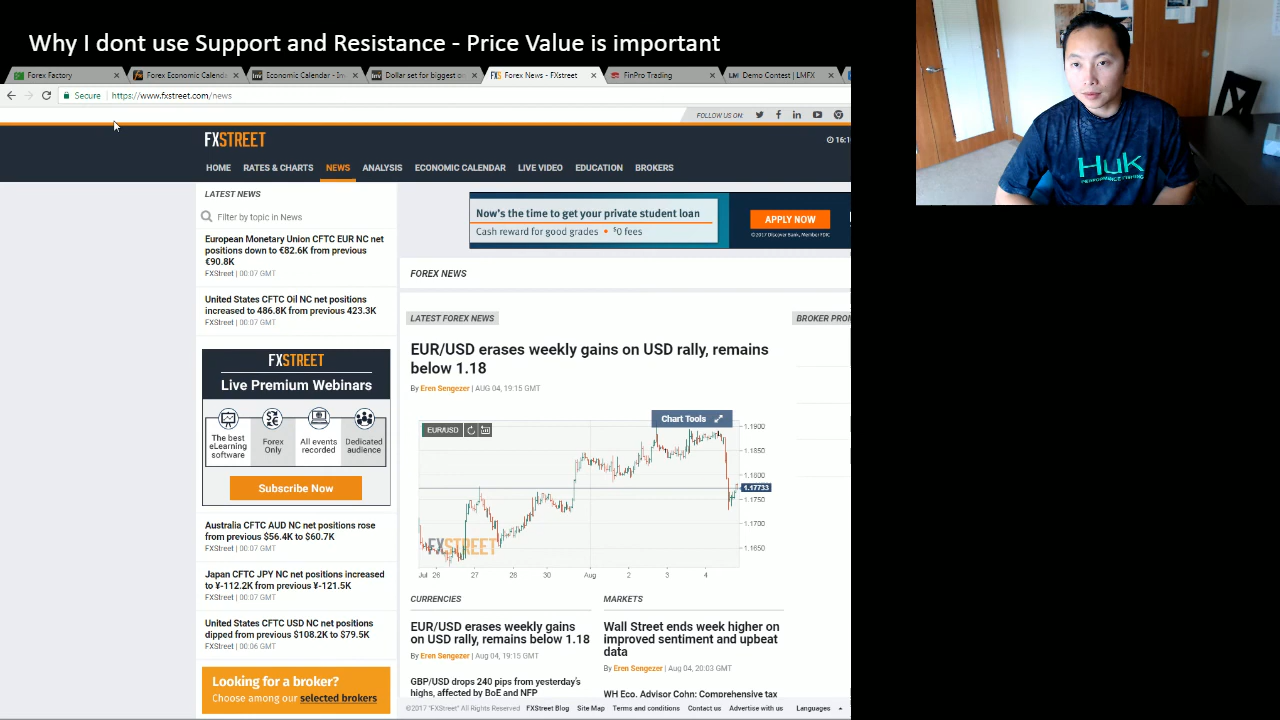 Why I dont use Support and Resistance - Price Value is important
Forex Factory
Forex Economic Calend
Economic Calendar - In
Dollar set for biggest o
Forex News - FXstreet
FinPro Trading
Demo Contest | LMFX
Secure
https://www.fxstreet.com/news
FOLLOW US ON:
FXSTREET
16:1
HOME RATES & CHARTS NEWS ANALYSIS ECONOMIC CALENDAR LIVE VIDEO EDUCATION BROKERS
LATEST NEWS
Filter by topic in News
European Monetary Union CFTC EUR NC net
positions down to €82.6K from previous
€90.8K
FXStreet | 00:07 GMT
United States CFTC Oil NC net positions
increased to 486.8K from previous 423.3K
FXStreet | 00:07 GMT
FXSTREET
Live Premium Webinars
The best
eLearning
software
Forex
Only
All events
recorded
Dedicated
audience
Subscribe Now
Australia CFTC AUD NC net positions rose
from previous $56.4K to $60.7K
FXStreet | 00:07 GMT
Japan CFTC JPY NC net positions increased
to ¥-112.2K from previous ¥-121.5K
FXStreet | 00:07 GMT
United States CFTC USD NC net positions
dipped from previous $108.2K to $79.5K
FXStreet | 00:06 GMT
Looking for a broker?
Choose among our selected brokers
Now's the time to get your private student loan
Cash reward for good grades • $0 fees
APPLY NOW
©2017 Discover Bank, Member FDIC
FOREX NEWS
LATEST FOREX NEWS
BROKER PROM
EUR/USD erases weekly gains on USD rally, remains
below 1.18
By Eren Sengezer | AUG 04, 19:15 GMT
Chart Tools
EUR/USD
1.1900
1.1850
1.1800
1.17733
1.1750
1.1700
1.1650
FXSTREET
Jul 26 27 28 30 Aug 2 3 4
CURRENCIES
EUR/USD erases weekly gains
on USD rally, remains below 1.18
By Eren Sengezer | Aug 04, 19:15 GMT
GBP/USD drops 240 pips from yesterday's
highs, affected by BoE and NFP
MARKETS
Wall Street ends week higher on
improved sentiment and upbeat
data
By Eren Sengezer | Aug 04, 20:03 GMT
WH Eco. Advisor Cohn: Comprehensive tax
©2017 "FXStreet" All Rights Reserved FXStreet Blog Site Map Terms and conditions Contact us Advertise with us Languages
Huk